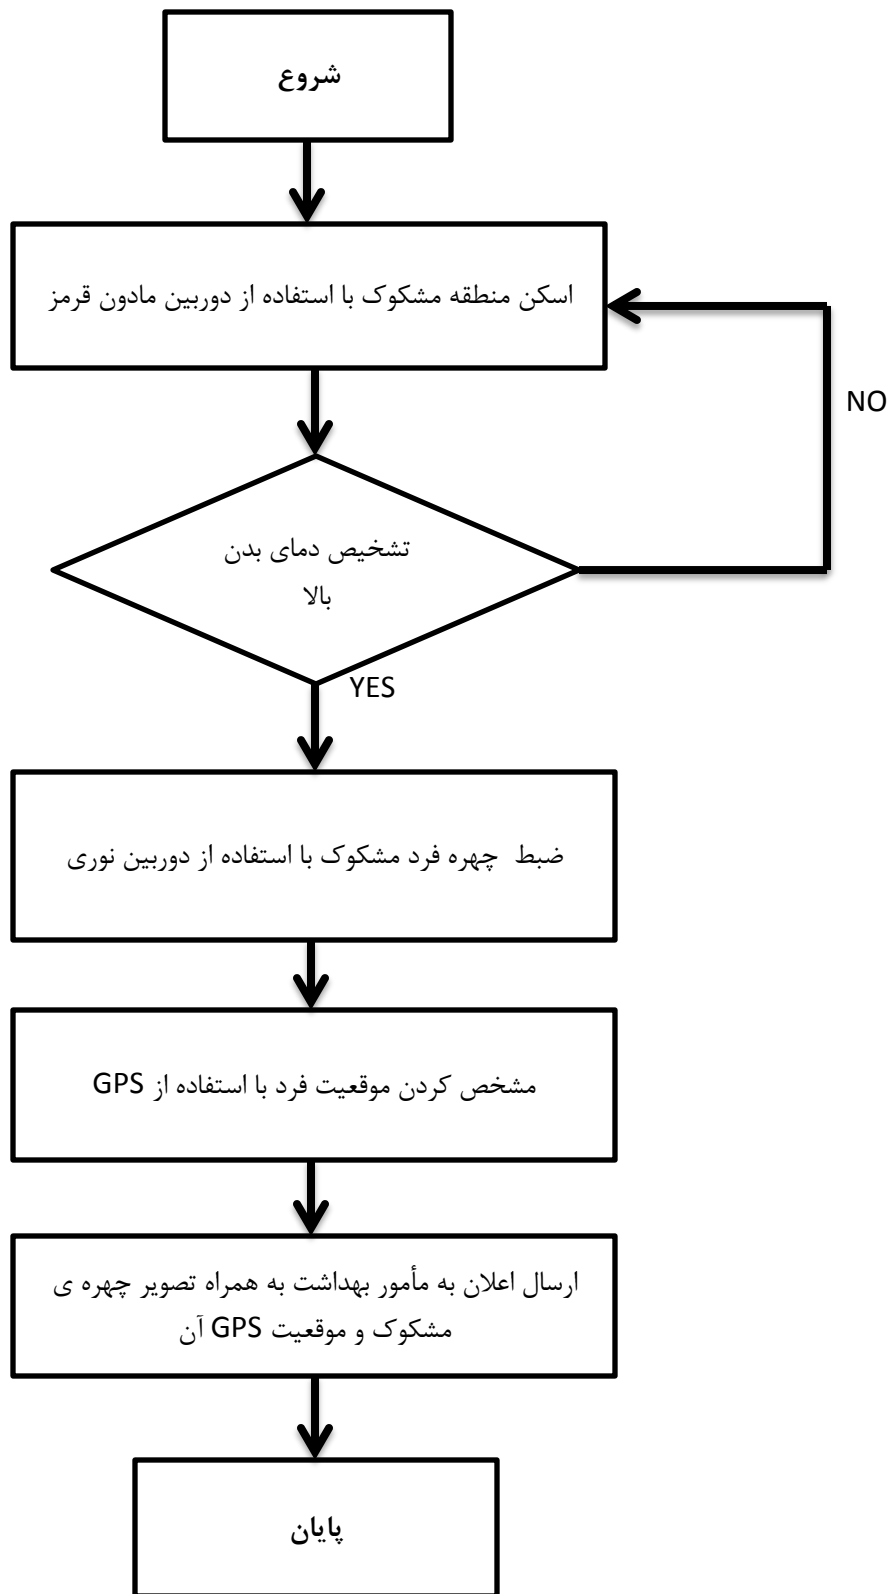 شروع
اسکن منطقه مشکوک با استفاده از دوربین مادون قرمز
NO
تشخیص دمای بدن
بالا
YES
ضبط چهره فرد مشکوک با استفاده از دوربین نوری
مشخص کردن موقعیت فرد با استفاده از GPS
ارسال اعلان به مأمور بهداشت به همراه تصویر چهره ی
مشکوک و موقعیت GPS آن
پایان